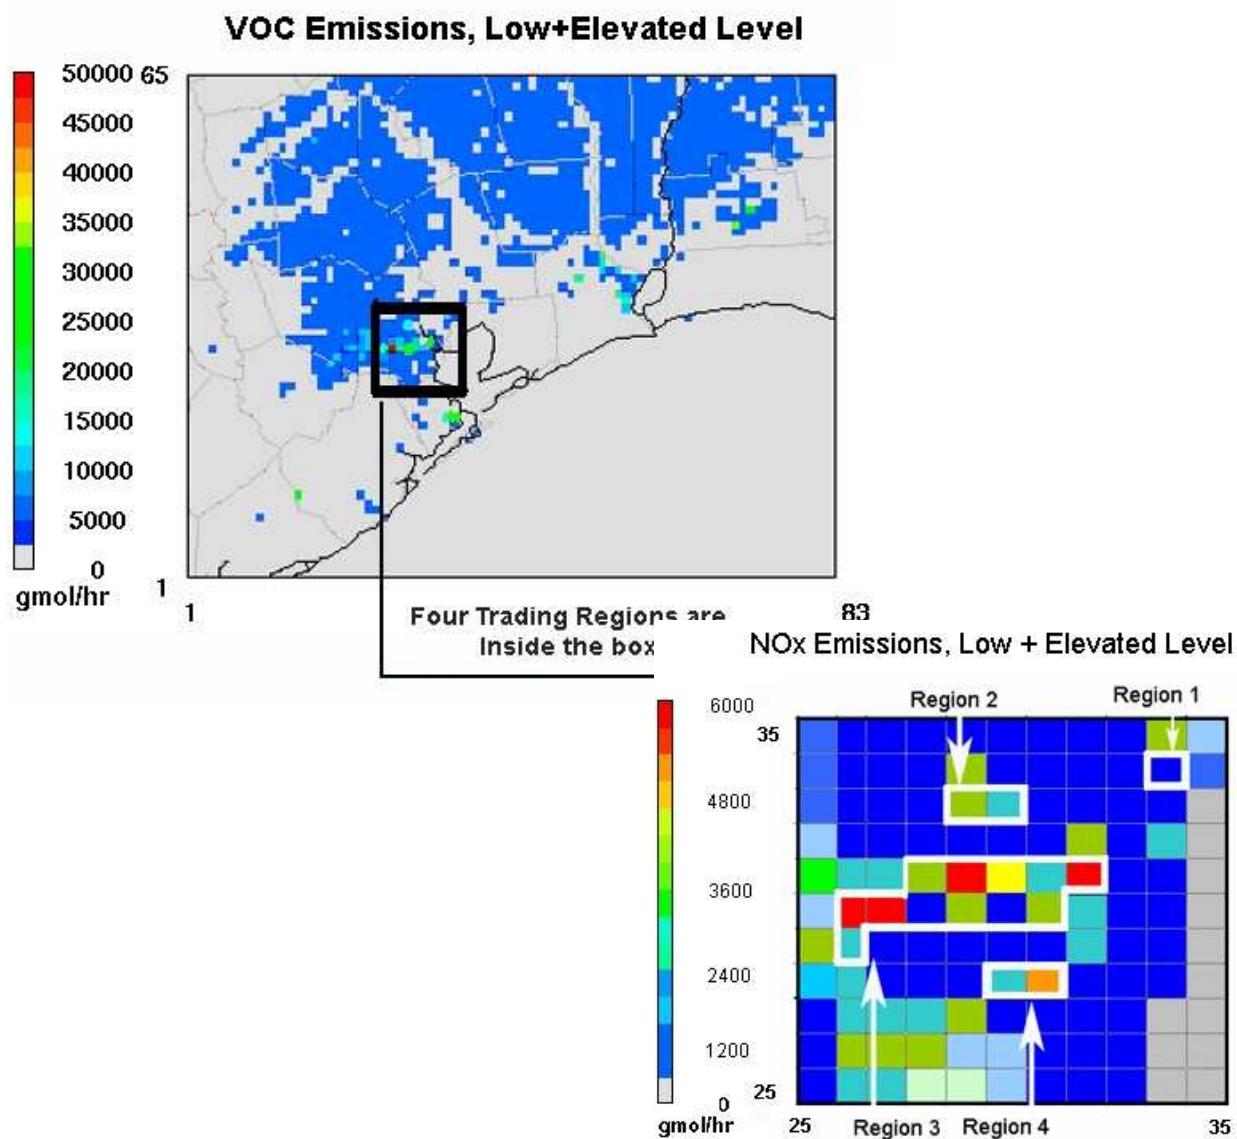 VOC Emissions, Low+Elevated Level
50000
45000
40000
35000
30000
25000
20000
15000
10000
5000
0
gmol/hr
65
1
1
83
Four Trading Regions are
Inside the box
NOx Emissions, Low + Elevated Level
6000
4800
3600
2400
1200
0
gmol/hr
Region 2
Region 1
35
25
25
35
Region 3
Region 4